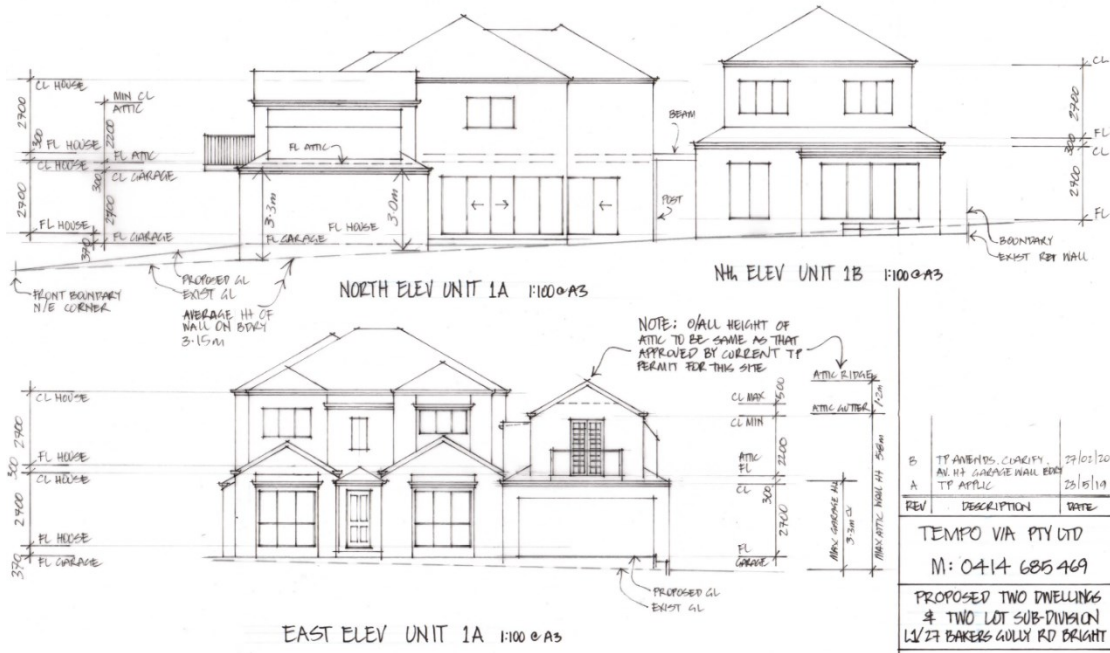 CL HOUSE
2700
MIN CL
ATTIC
300
FL HOUSE
2200
CL HOUSE
FL ATTIC
300
CL GARAGE
2700
2700
FL HOUSE
370
FL GARAGE
FL ATTIC
3.3m
3.0m
FL HOUSE
FL GARAGE
BEAM
POST
CL
2700
FL
300
CL
2700
FL
BOUNDARY
EXIST RET WALL
FRONT BOUNDARY
N/E CORNER
PROPOSED GL
EXIST GL
AVERAGE HT OF
WALL ON BDRY
3.15m
NORTH ELEV UNIT 1A 1:100@A3
Nth ELEV UNIT 1B 1:100@A3
NOTE: O/ALL HEIGHT OF
ATTIC TO BE SAME AS THAT
APPROVED BY CURRENT TP
PERMIT FOR THIS SITE
CL HOUSE
2700
FL HOUSE
300
CL HOUSE
2700
FL HOUSE
370
FL GARAGE
ATTIC RIDGE
CL MAX
500
1.2m
ATTIC GUTTER
CL MIN
ATTIC
FL
2200
CL
300
2700
FL
GARAGE
MAX GARAGE
3.3m
MAX ATTIC WALL HT 5.8m
PROPOSED GL
EXIST GL
EAST ELEV UNIT 1A 1:100@A3
B TP AMENDS. CLARIFY. 27/02/20
AV. HT GARAGE WALL BDRY
A TP APPLIC 23/5/19
REV DESCRIPTION DATE
TEMPO VIA PTY LTD
M: 0414 685 469
PROPOSED TWO DWELLINGS
& TWO LOT SUB-DIVISION
L1/27 BAKERS GULLY RD BRIGHT